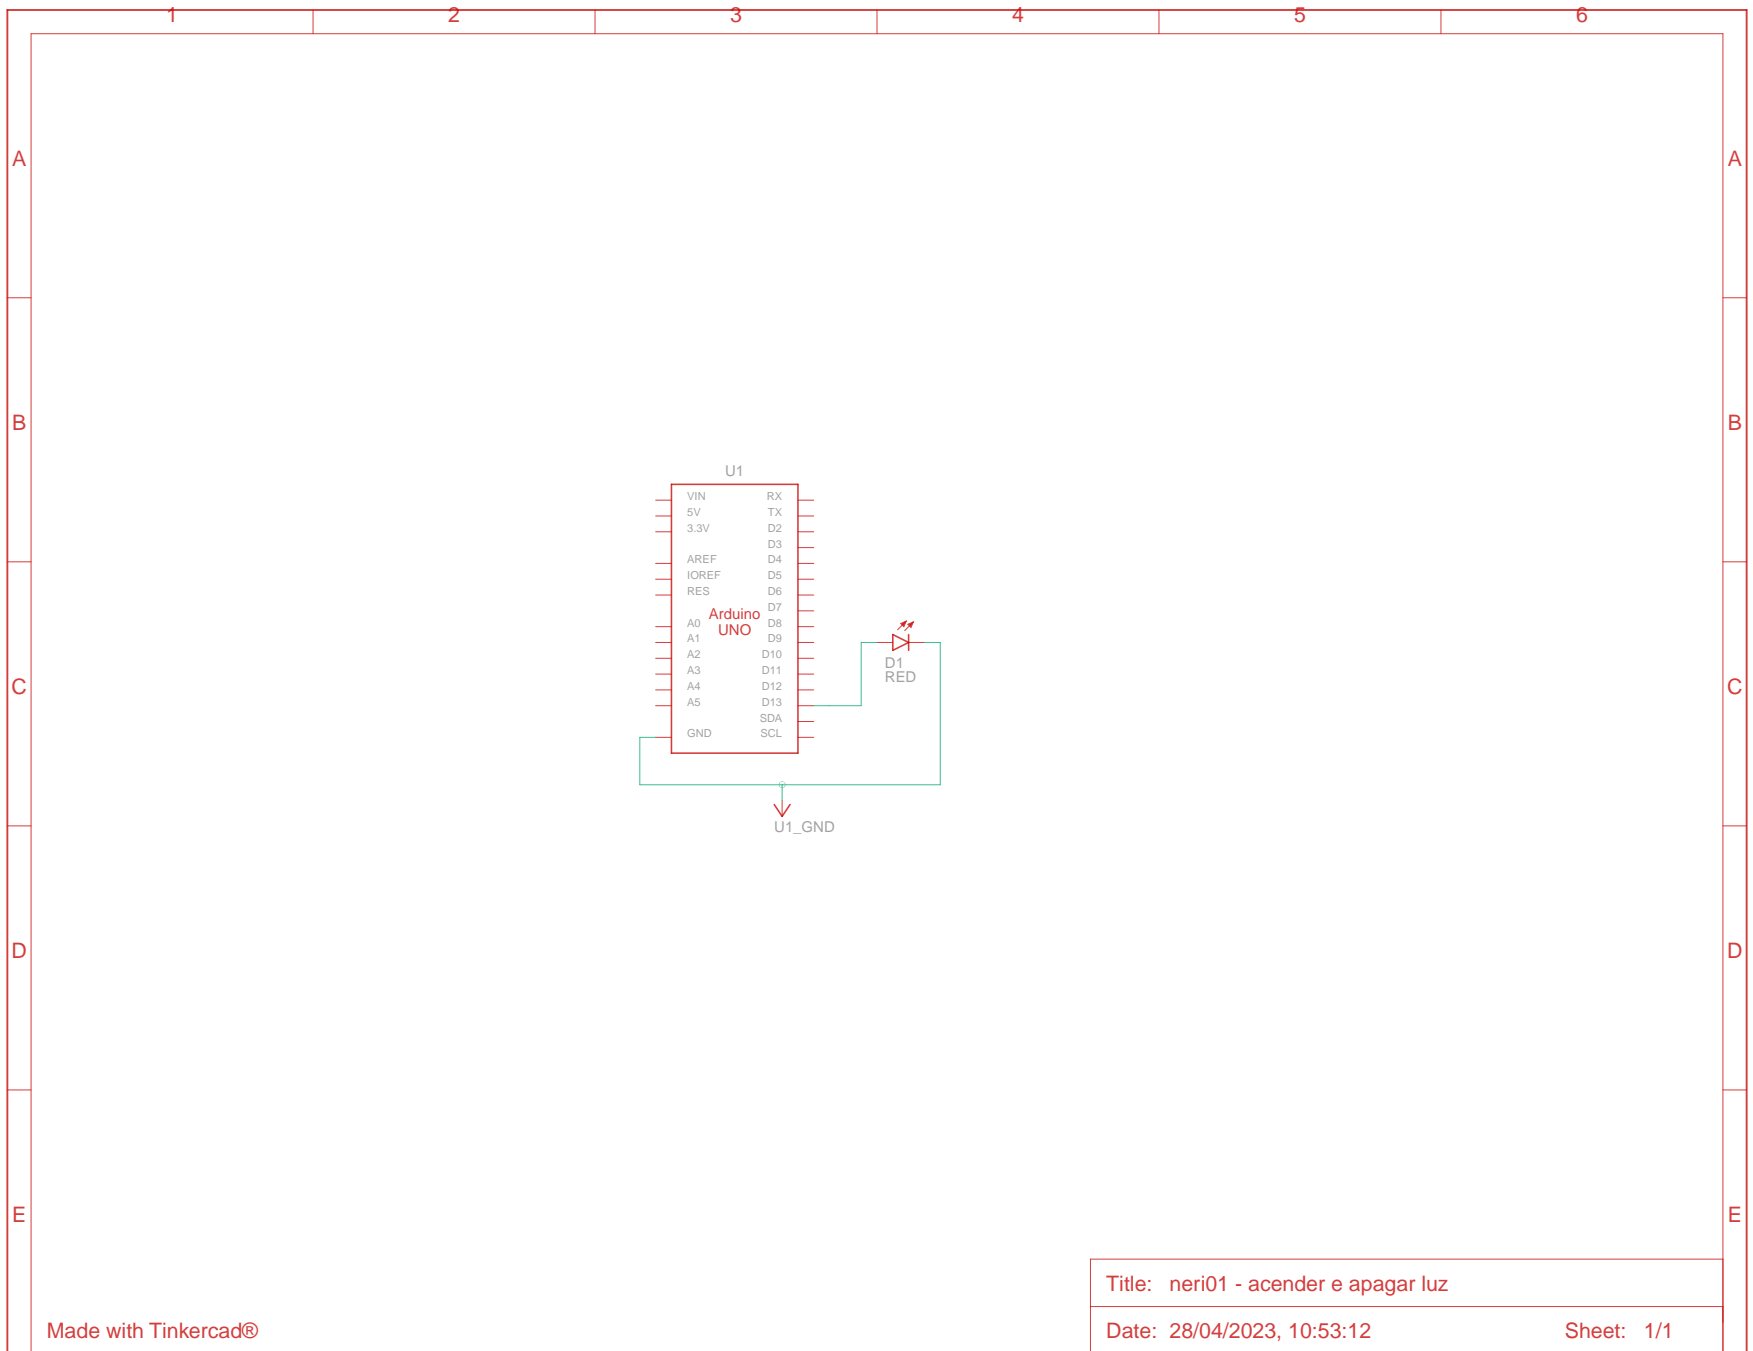 1 2 3 4 5 6
A A
B B
U1
VIN RX
5V TX
3.3V D2
D3
AREF D4
IOREF D5
RES D6
D7
Arduino
UNO
A0 D8
A1 D9
A2 D10
A3 D11
A4 D12
A5 D13
SDA
GND SCL
D1
RED
C C
U1_GND
D D
E E
Title: neri01 - acender e apagar luz
Made with Tinkercad®
Date: 28/04/2023, 10:53:12 Sheet: 1/1